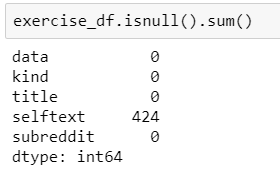 exercise_df.isnull().sum()
data 0
kind 0
title 0
selftext 424
subreddit 0
dtype: int64